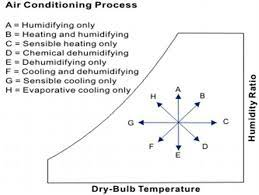 Air Conditioning Process
A = Humidifying only
B = Heating and humidifying
C = Sensible heating only
D = Chemical dehumidifying
E = Dehumidifying only
F = Cooling and dehumidifying
G = Sensible cooling only
H = Evaporative cooling only
A
B
C
D
E
F
G
H
Humidity Ratio
Dry-Bulb Temperature